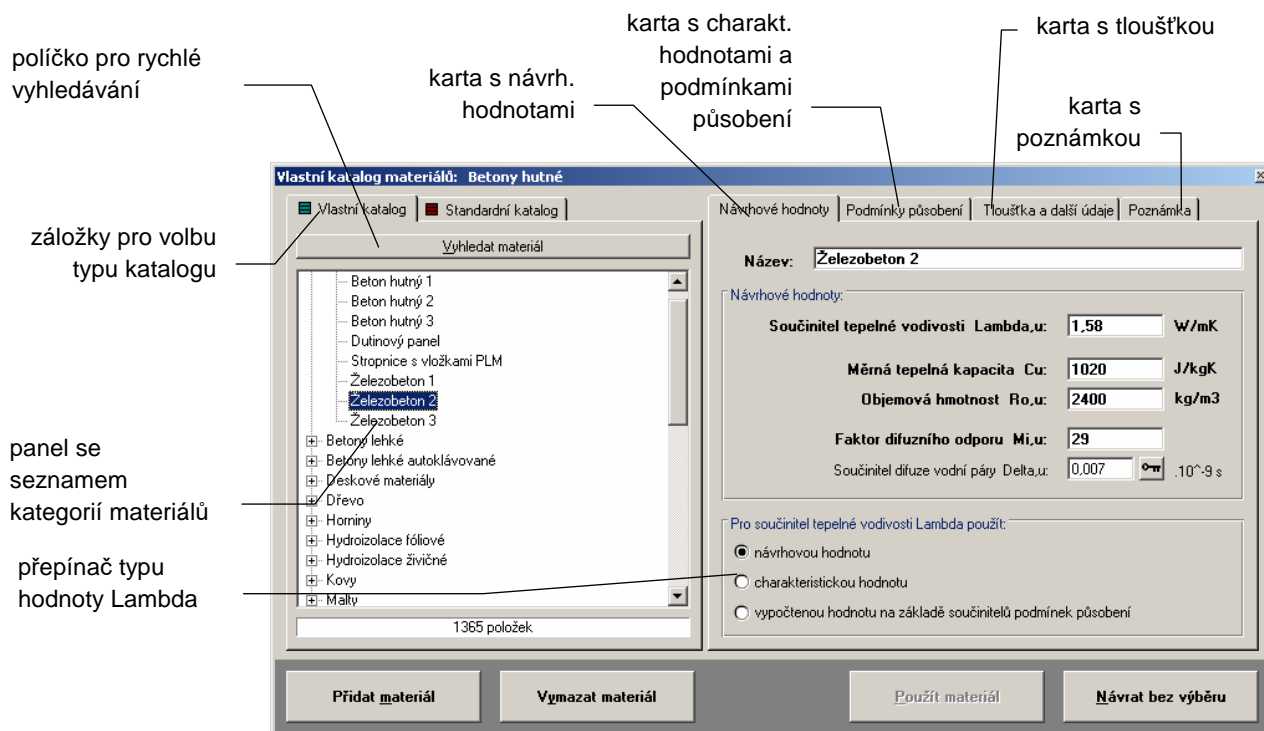 karta s charakt.
hodnotami a
podmínkami
působení
karta s tloušťkou
políčko pro rychlé
vyhledávání
karta s návrh.
hodnotami
karta s
poznámkou
Vlastní katalog materiálů: Betony hutné
Vlastní katalog Standardní katalog
Návrhové hodnoty Podmínky působení Tloušťka a další údaje Poznámka
záložky pro volbu
typu katalogu
Vyhledat materiál
Beton hutný 1
Beton hutný 2
Beton hutný 3
Dutinový panel
Stropnice s vložkami PLM
Železobeton 1
Železobeton 2
Železobeton 3
Betony lehké
Betony lehké autoklávované
Deskové materiály
Dřevo
Horniny
Hydroizolace fóliové
Hydroizolace živičné
Kovy
Malty
1365 položek
panel se
seznamem
kategorií materiálů
přepínač typu
hodnoty Lambda
Název: Železobeton 2
Návrhové hodnoty:
Součinitel tepelné vodivosti Lambda,u: 1,58 W/mK
Měrná tepelná kapacita Cu: 1020 J/kgK
Objemová hmotnost Ro,u: 2400 kg/m3
Faktor difuzního odporu Mi,u: 29
Součinitel difuze vodní páry Delta,u: 0,007 .10^-9 s
Pro součinitel tepelné vodivosti Lambda použít:
návrhovou hodnotu
charakteristickou hodnotu
vypočtenou hodnotu na základě součinitelů podmínek působení
Přidat materiál Vymazat materiál Použít materiál Návrat bez výběru